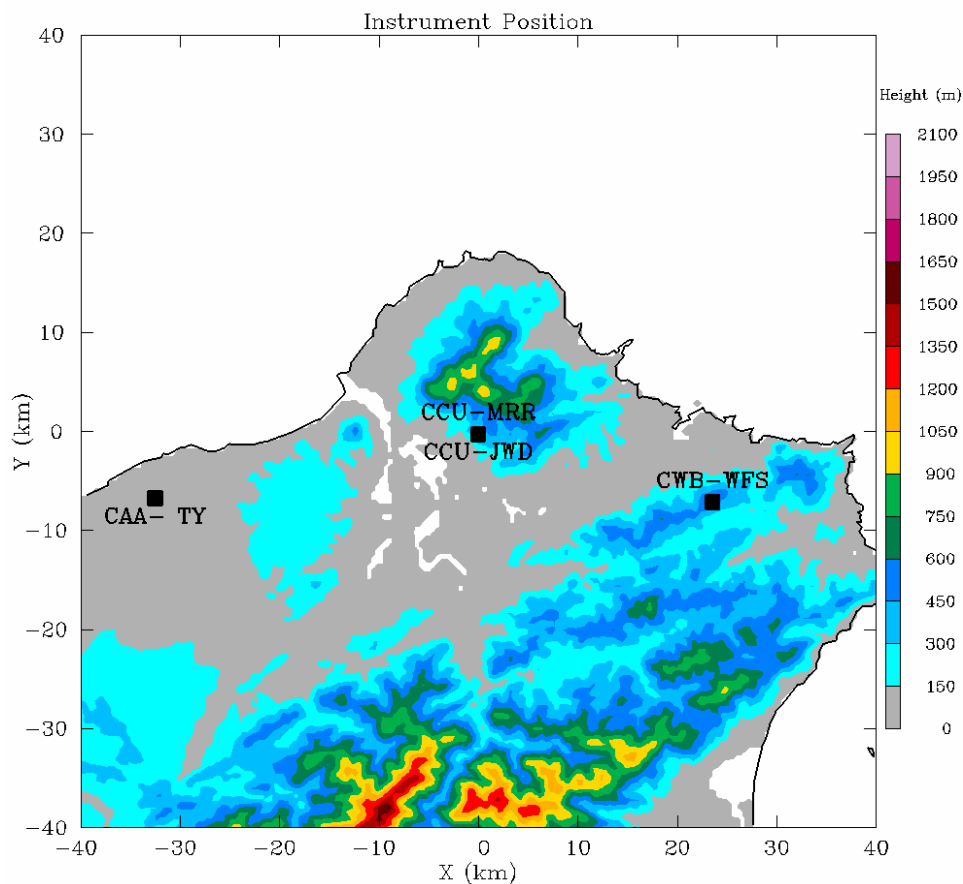 Instrument Position
40
30
20
10
0
−10
−20
−30
−40
Y (km)
−40 −30 −20 −10 0 10 20 30 40
X (km)
CCU−MRR
CCU−JWD
CWB−WFS
CAA− TY
Height (m)
2100
1950
1800
1650
1500
1350
1200
1050
900
750
600
450
300
150
0